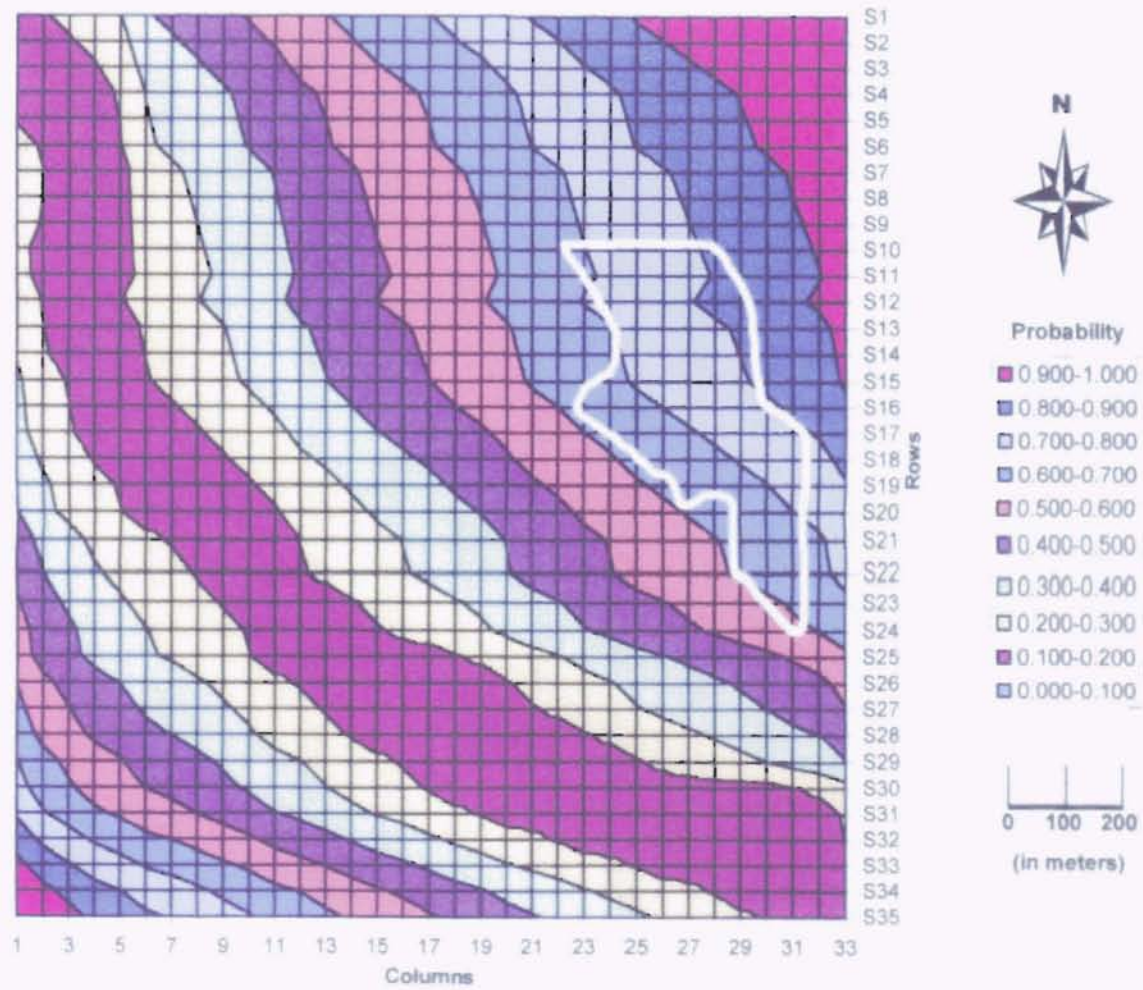 S1
S2
S3
S4
S5
S6
S7
S8
S9
S10
S11
S12
S13
S14
S15
S16
S17
S18
S19
S20
S21
S22
S23
S24
S25
S26
S27
S28
S29
S30
S31
S32
S33
S34
S35
Rows
1 3 5 7 9 11 13 15 17 19 21 23 25 27 29 31 33
Columns
N
Probability
0.900-1.000
0.800-0.900
0.700-0.800
0.600-0.700
0.500-0.600
0.400-0.500
0.300-0.400
0.200-0.300
0.100-0.200
0.000-0.100
0 100 200
(in meters)